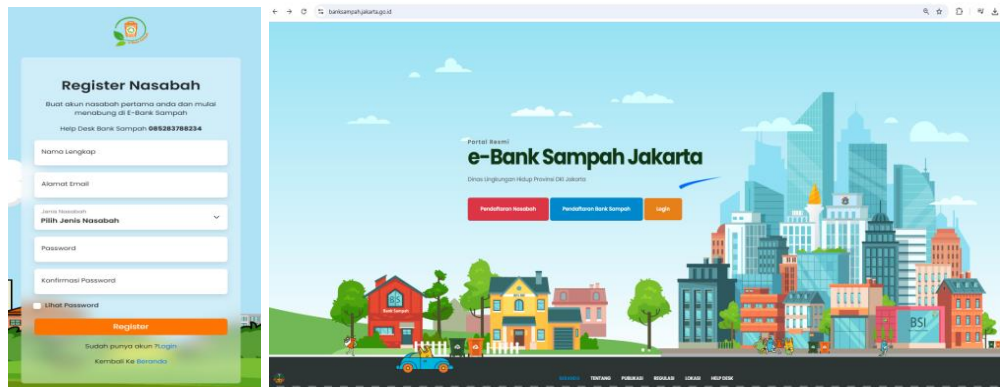 Register Nasabah
Buat akun nasabah pertama anda dan mulai
menabung di E-Bank Sampah
Help Desk Bank Sampah 085283788234
Nama Lengkap
Alamat Email
Jenis Nasabah
Pilih Jenis Nasabah
Password
Konfirmasi Password
Lihat Password
Register
Sudah punya akun ?Login
Kembali Ke Beranda
banksampah.jakarta.go.id
Portal Resmi
e-Bank Sampah Jakarta
Dinas Lingkungan Hidup Provinsi DKI Jakarta
Pendaftaran Nasabah
Pendaftaran Bank Sampah
Login
BS
Bank Sampah
BSI
BERANDA
TENTANG
PUBLIKASI
REGULASI
LOKASI
HELP DESK